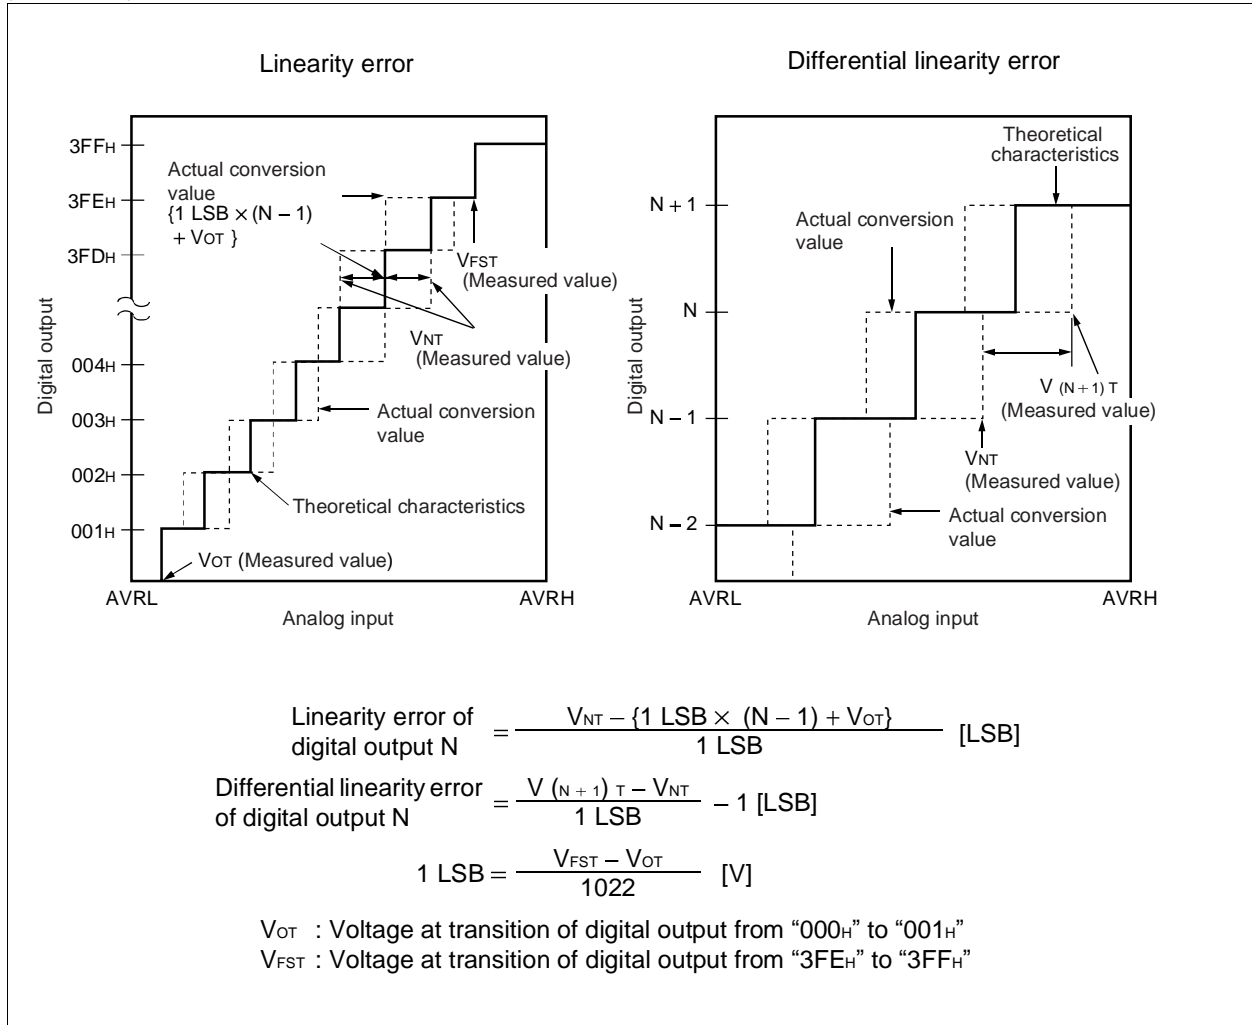 Linearity error
3FFH
3FEH
3FDH
004H
003H
002H
001H
Digital output
Actual conversion
value
{1 LSB × (N – 1)
+ VOT }
VFST
(Measured value)
VNT
(Measured value)
Actual conversion
value
Theoretical characteristics
VOT (Measured value)
AVRL
AVRH
Analog input
Differential linearity error
N + 1
N
N – 1
N – 2
Digital output
Theoretical
characteristics
Actual conversion
value
V (N + 1) T
(Measured value)
VNT
(Measured value)
Actual conversion
value
AVRL
AVRH
Analog input
Linearity error of
digital output N
=
VNT – {1 LSB × (N – 1) + VOT}
1 LSB
[LSB]
Differential linearity error
of digital output N
=
V (N + 1) T – VNT
1 LSB
– 1 [LSB]
1 LSB =
VFST – VOT
1022
[V]
VOT : Voltage at transition of digital output from “000H” to “001H”
VFST : Voltage at transition of digital output from “3FEH” to “3FFH”